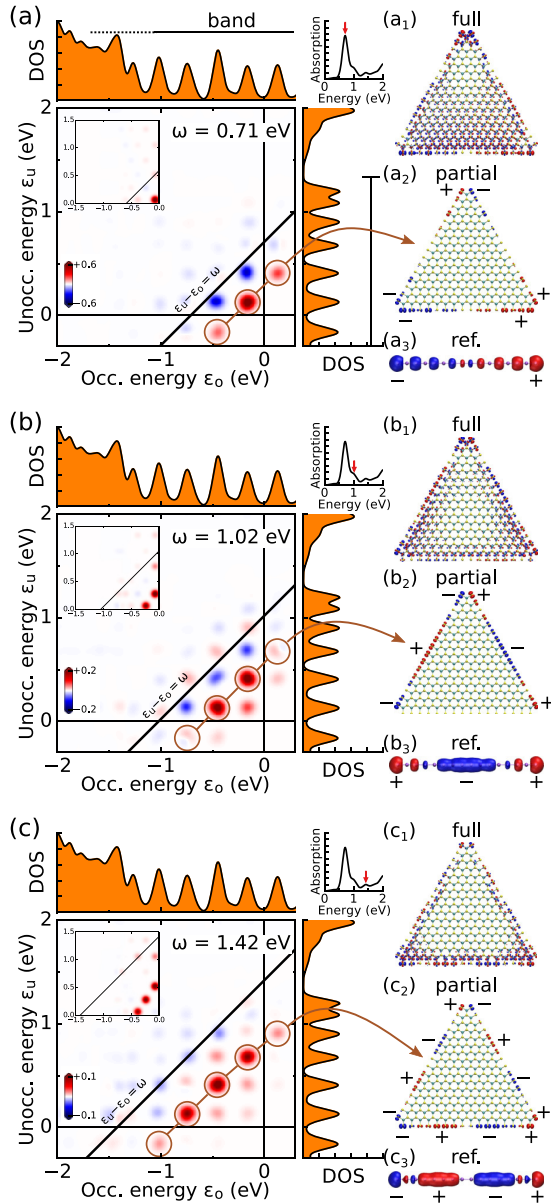 (a)
band
DOS
Absorption
0 1 2
Energy (eV)
(a1)
full
Unocc. energy εu (eV)
2
1
0
1.5
1.0
0.5
0.0
−1.5 −1.0 −0.5 0.0
ω = 0.71 eV
+0.6
−0.6
εu−εo=ω
−2 −1 0
Occ. energy εo (eV)
DOS
(a2)
partial
+ −
− +
− +
(a3)
ref.
− +
(b)
DOS
Absorption
0 1 2
Energy (eV)
(b1)
full
Unocc. energy εu (eV)
2
1
0
1.5
1.0
0.5
0.0
−1.5 −1.0 −0.5 0.0
ω = 1.02 eV
+0.2
−0.2
εu−εo=ω
−2 −1 0
Occ. energy εo (eV)
DOS
(b2)
partial
− +
+ −
− +
(b3)
ref.
+ − +
(c)
DOS
Absorption
0 1 2
Energy (eV)
(c1)
full
Unocc. energy εu (eV)
2
1
0
1.5
1.0
0.5
0.0
−1.5 −1.0 −0.5 0.0
ω = 1.42 eV
+0.1
−0.1
εu−εo=ω
−2 −1 0
Occ. energy εo (eV)
DOS
(c2)
partial
+ −
− +
+ −
− + − +
(c3)
ref.
− + − +